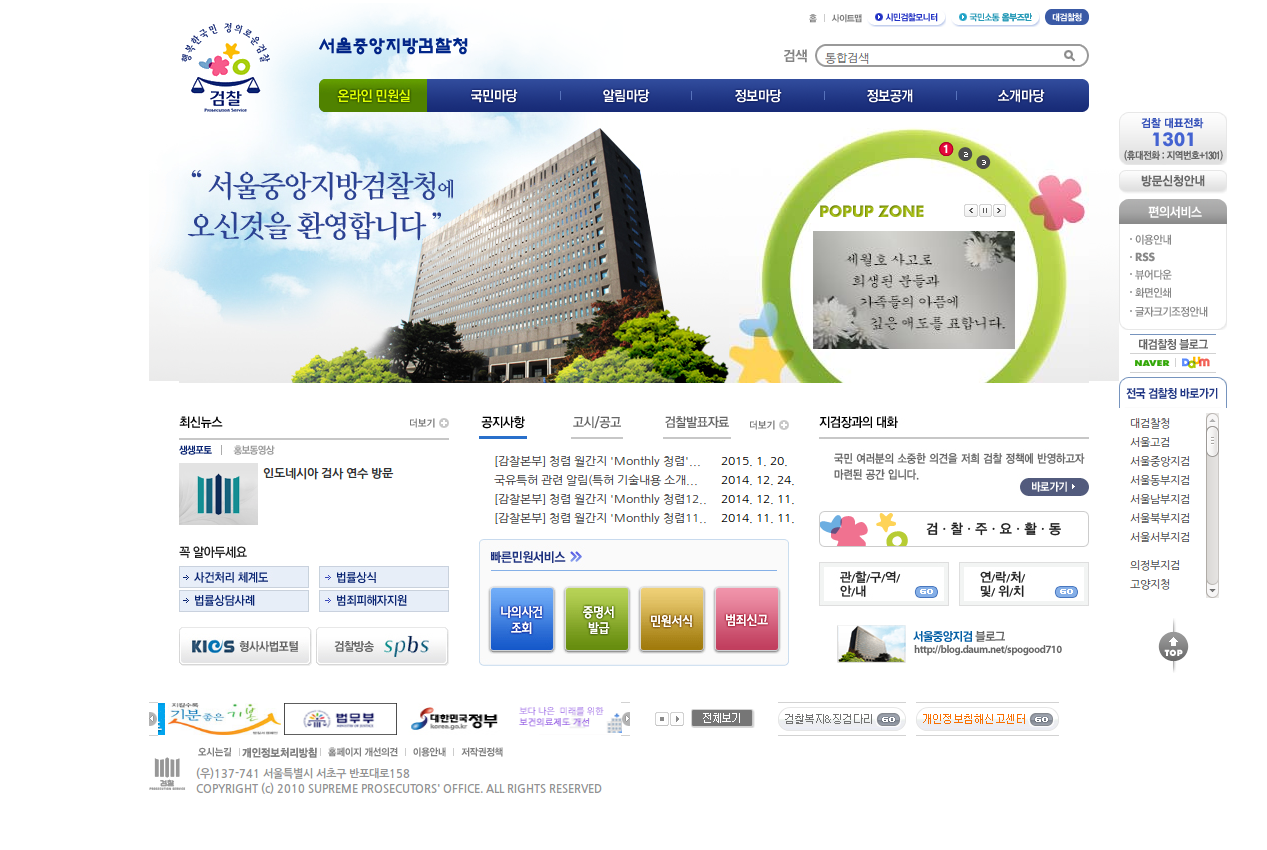 행복한국민 정의로운검찰
검찰
Prosecution Service
서울중앙지방검찰청
홈 | 사이트맵
시민검찰모니터
국민소통 옴부즈만
대검찰청
검색
통합검색
온라인 민원실
국민마당
알림마당
정보마당
정보공개
소개마당
“ 서울중앙지방검찰청에
오신것을 환영합니다 ”
1
2
3
POPUP ZONE
세월호 사고로
희생된 분들과
가족들의 아픔에
깊은 애도를 표합니다.
검찰 대표전화
1301
(휴대전화 : 지역번호+1301)
방문신청안내
편의서비스
· 이용안내
· RSS
· 뷰어다운
· 화면인쇄
· 글자크기조정안내
대검찰청 블로그
NAVER | Daum
전국 검찰청 바로가기
대검찰청
서울고검
서울중앙지검
서울동부지검
서울남부지검
서울북부지검
서울서부지검
의정부지검
고양지청
TOP
최신뉴스
더보기
생생포토 | 홍보동영상
인도네시아 검사 연수 방문
꼭 알아두세요
사건처리 체계도
법률상식
법률상담사례
범죄피해자지원
KICS 형사사법포털
검찰방송 spbs
공지사항
고시/공고
검찰발표자료
더보기
[감찰본부] 청렴 월간지 'Monthly 청렴'... 2015. 1. 20.
국유특허 관련 알림(특허 기술내용 소개... 2014. 12. 24.
[감찰본부] 청렴 월간지 'Monthly 청렴12.. 2014. 12. 11.
[감찰본부] 청렴 월간지 'Monthly 청렴11.. 2014. 11. 11.
빠른민원서비스
나의사건
조회
증명서
발급
민원서식
범죄신고
지검장과의 대화
국민 여러분의 소중한 의견을 저희 검찰 정책에 반영하고자
마련된 공간 입니다.
바로가기
검·찰·주·요·활·동
관/할/구/역/
안/내
GO
연/락/처/
및/ 위/치
GO
서울중앙지검 블로그
http://blog.daum.net/spogood710
기분좋은
법무부
MINISTRY OF JUSTICE
대한민국정부
korea.go.kr
보다 나은 미래를 위한
보건의료제도 개선
전체보기
검찰복지&징검다리 GO
개인정보침해신고센터 GO
오시는길 | 개인정보처리방침 | 홈페이지 개선의견 | 이용안내 | 저작권정책
검찰
PROSECUTION SERVICE
(우)137-741 서울특별시 서초구 반포대로158
COPYRIGHT (c) 2010 SUPREME PROSECUTORS' OFFICE. ALL RIGHTS RESERVED